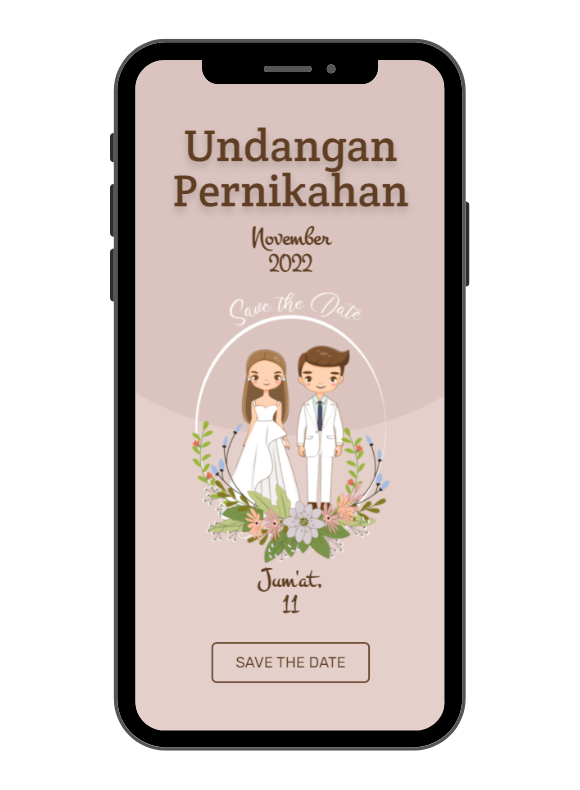 Undangan
Pernikahan
November
2022
Save the Date
Jum'at,
11
SAVE THE DATE